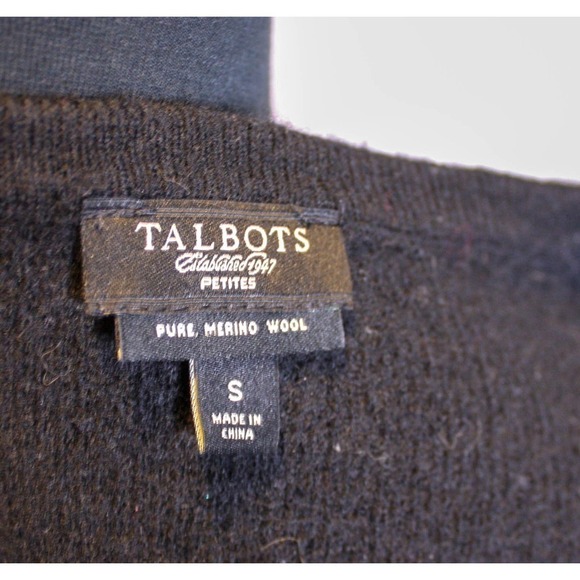 TALBOTS
Established 1947
PETITES
PURE MERINO WOOL
S
MADE IN
CHINA